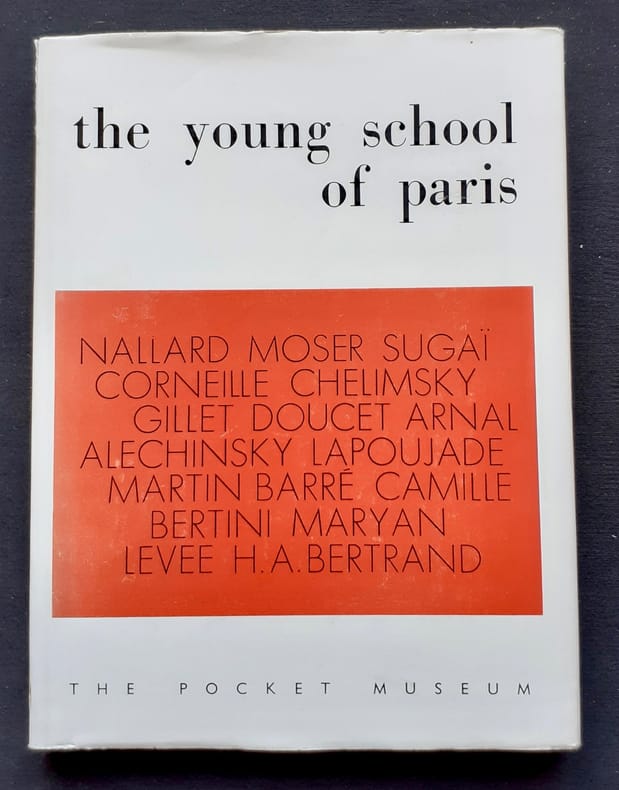 the young school
of paris
NALLARD MOSER SUGAÏ
CORNEILLE CHELIMSKY
GILLET DOUCET ARNAL
ALECHINSKY LAPOUJADE
MARTIN BARRÉ CAMILLE
BERTINI MARYAN
LEVEE H.A.BERTRAND
THE POCKET MUSEUM